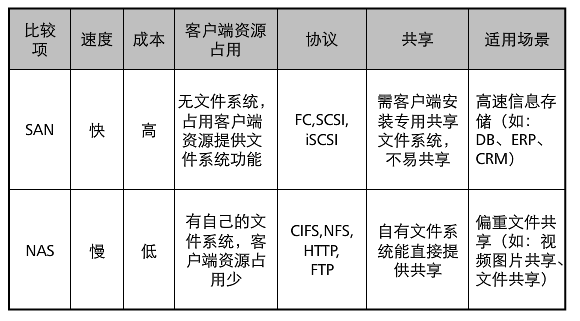 比较项
速度
成本
客户端资源占用
协议
共享
适用场景
SAN
快
高
无文件系统，
占用客户端
资源提供文
件系统功能
FC,SCSI,
iSCSI
需客户端安
装专用共享
文件系统，
不易共享
高速信息存
储（如：
DB、ERP、
CRM）
NAS
慢
低
有自己的文
件系统，客
户端资源占
用少
CIFS,NFS,
HTTP,
FTP
自有文件系
统能直接提
供共享
偏重文件共
享（如：视
频图片共享、
文件共享）